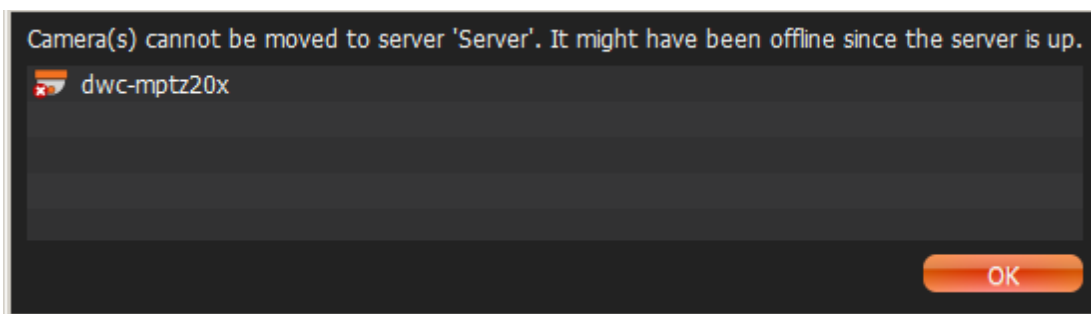 Camera(s) cannot be moved to server 'Server'. It might have been offline since the server is up.
dwc-mptz20x
OK